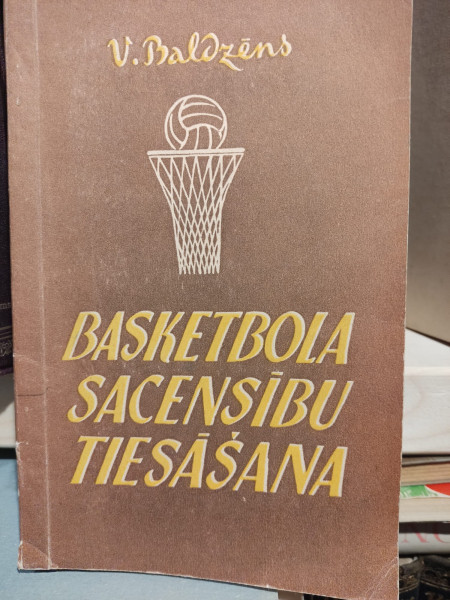 V. Baldzēns
BASKETBOLA
SACENSĪBU
TIESĀŠANA